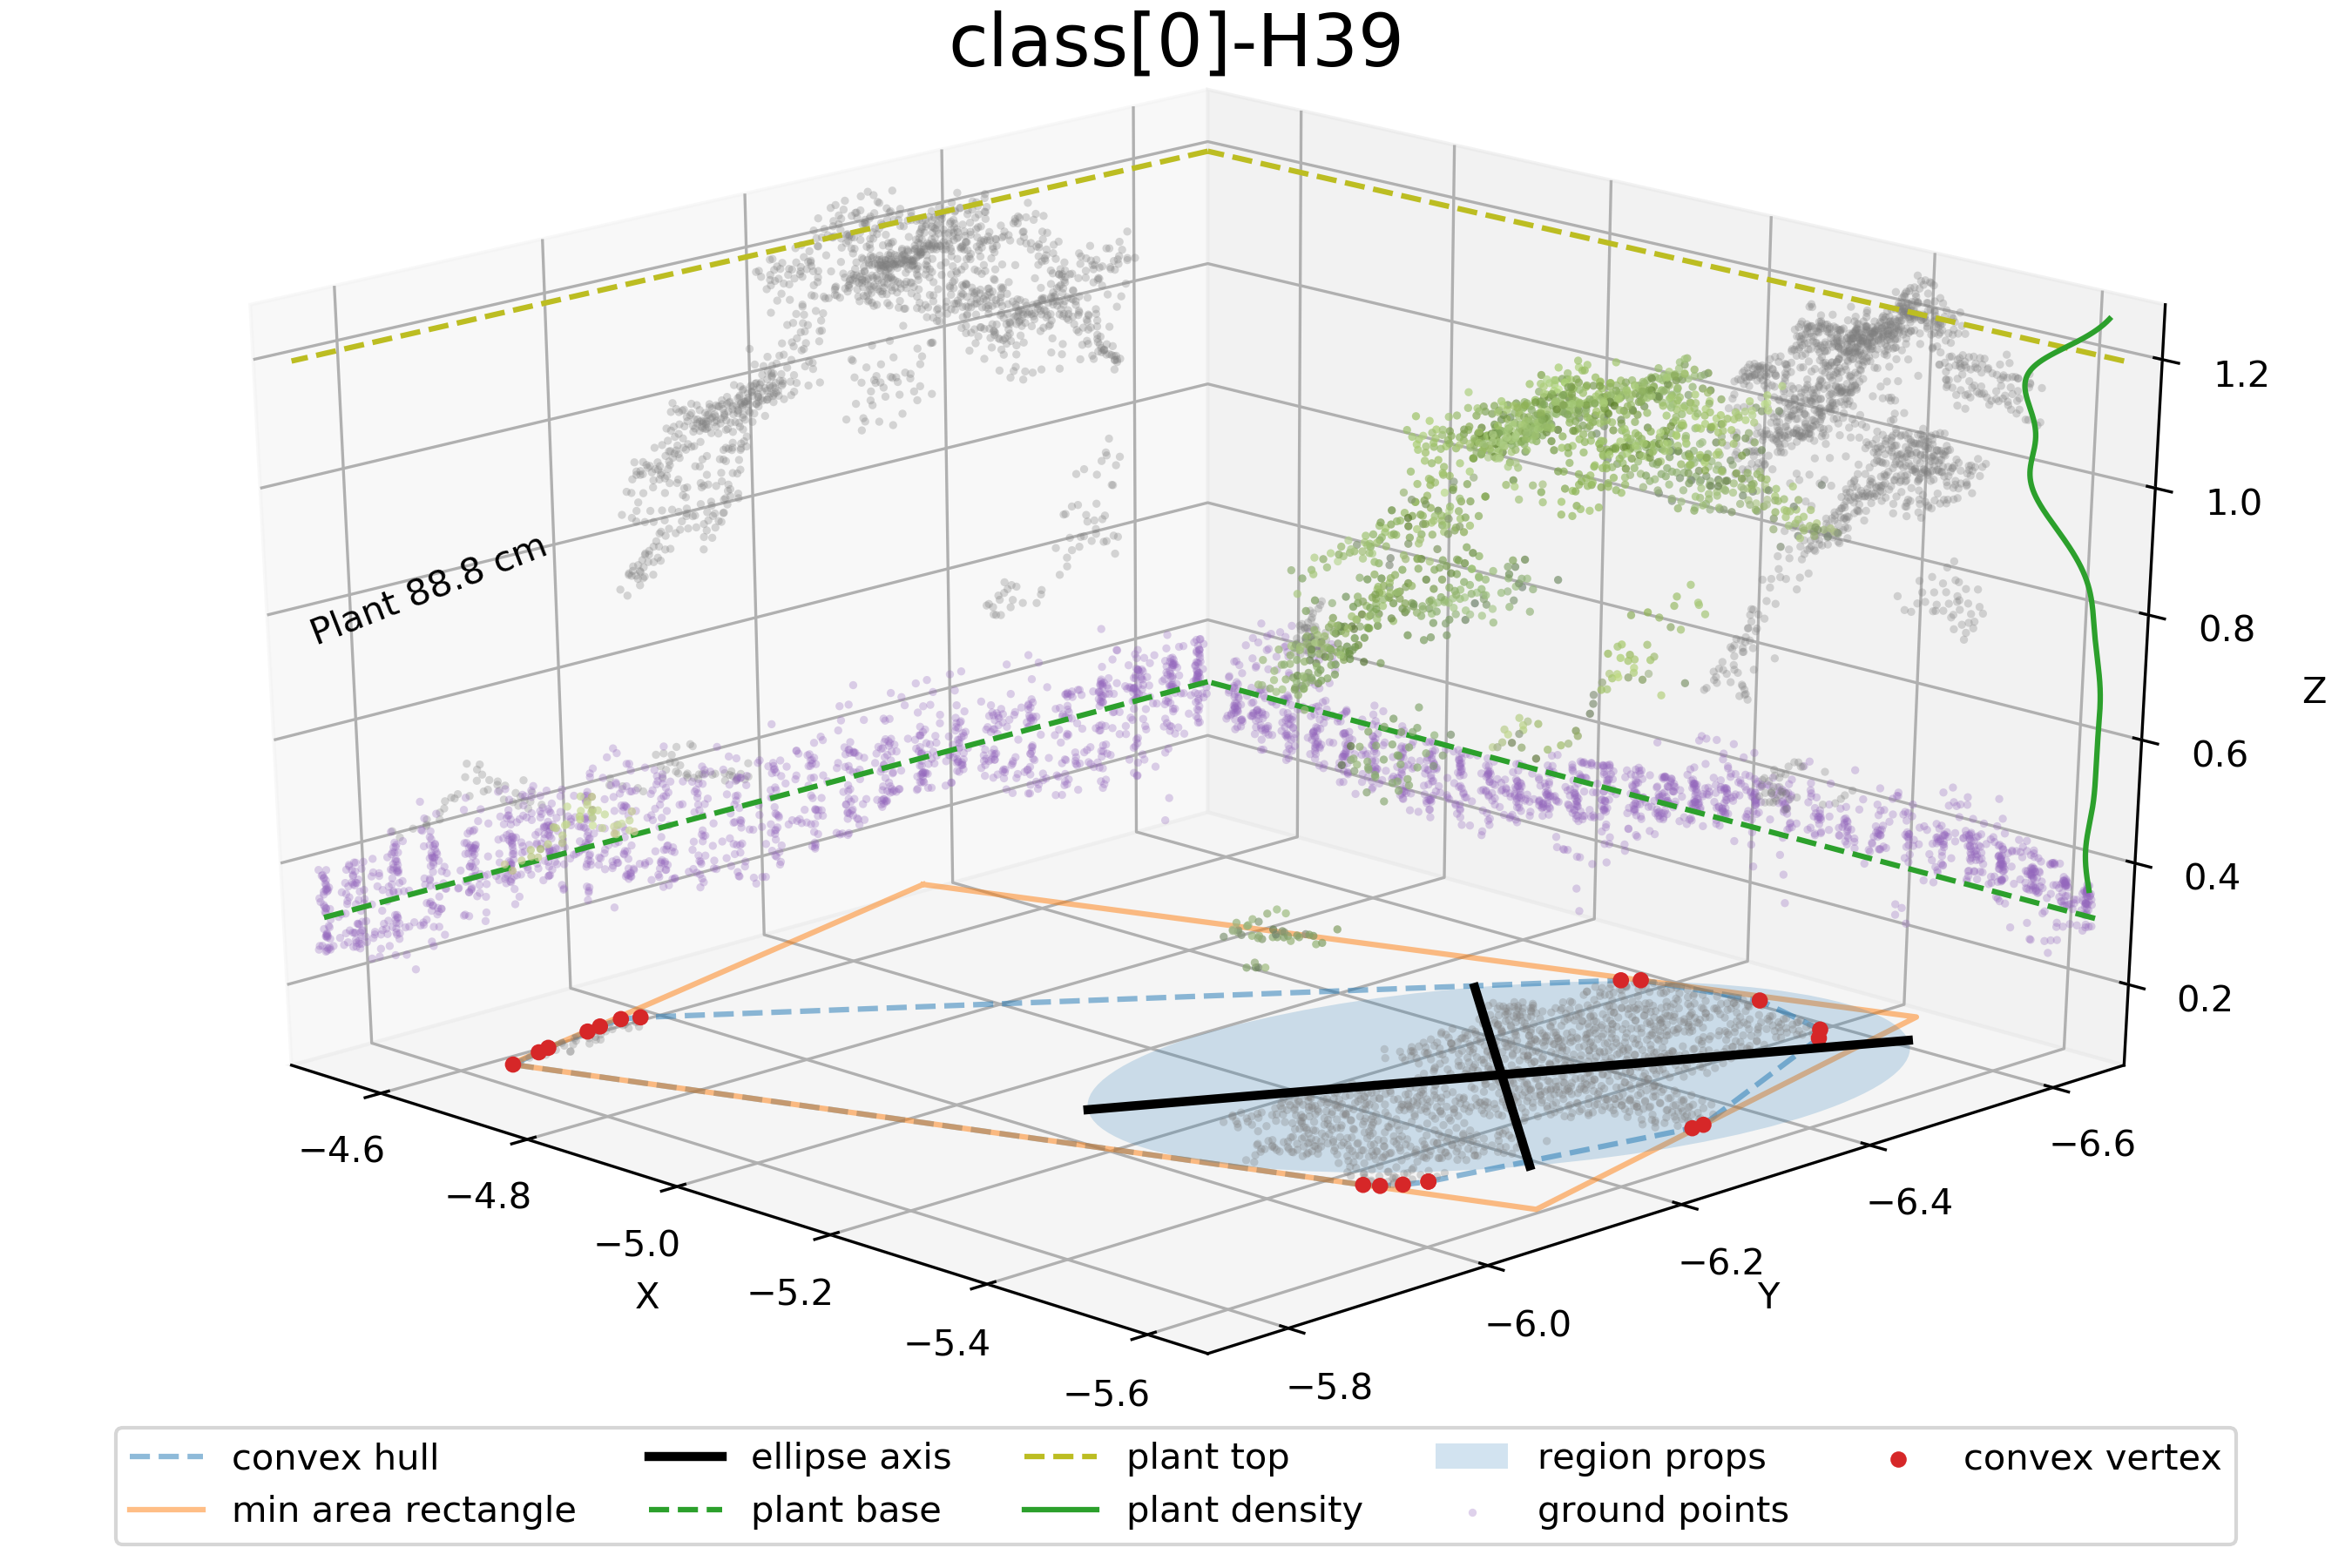 class[0]-H39
Plant 88.8 cm
1.2
1.0
0.8
0.6
0.4
0.2
Z
−4.6
−4.8
−5.0
−5.2
−5.4
−5.6
X
−5.8
−6.0
−6.2
−6.4
−6.6
Y
convex hull
min area rectangle
ellipse axis
plant base
plant top
plant density
region props
ground points
convex vertex